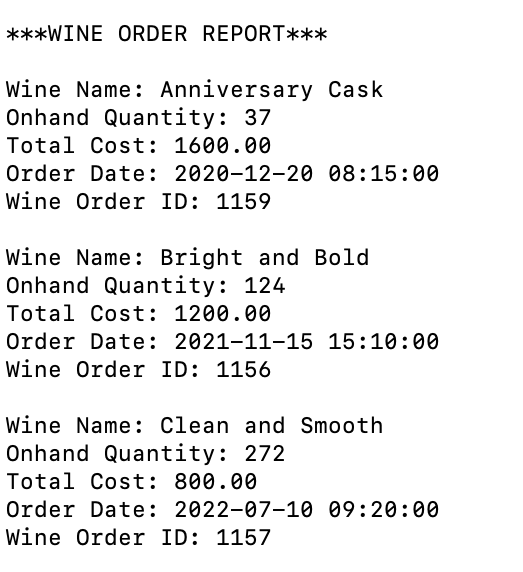 ***WINE ORDER REPORT***
Wine Name: Anniversary Cask
Onhand Quantity: 37
Total Cost: 1600.00
Order Date: 2020-12-20 08:15:00
Wine Order ID: 1159
Wine Name: Bright and Bold
Onhand Quantity: 124
Total Cost: 1200.00
Order Date: 2021-11-15 15:10:00
Wine Order ID: 1156
Wine Name: Clean and Smooth
Onhand Quantity: 272
Total Cost: 800.00
Order Date: 2022-07-10 09:20:00
Wine Order ID: 1157